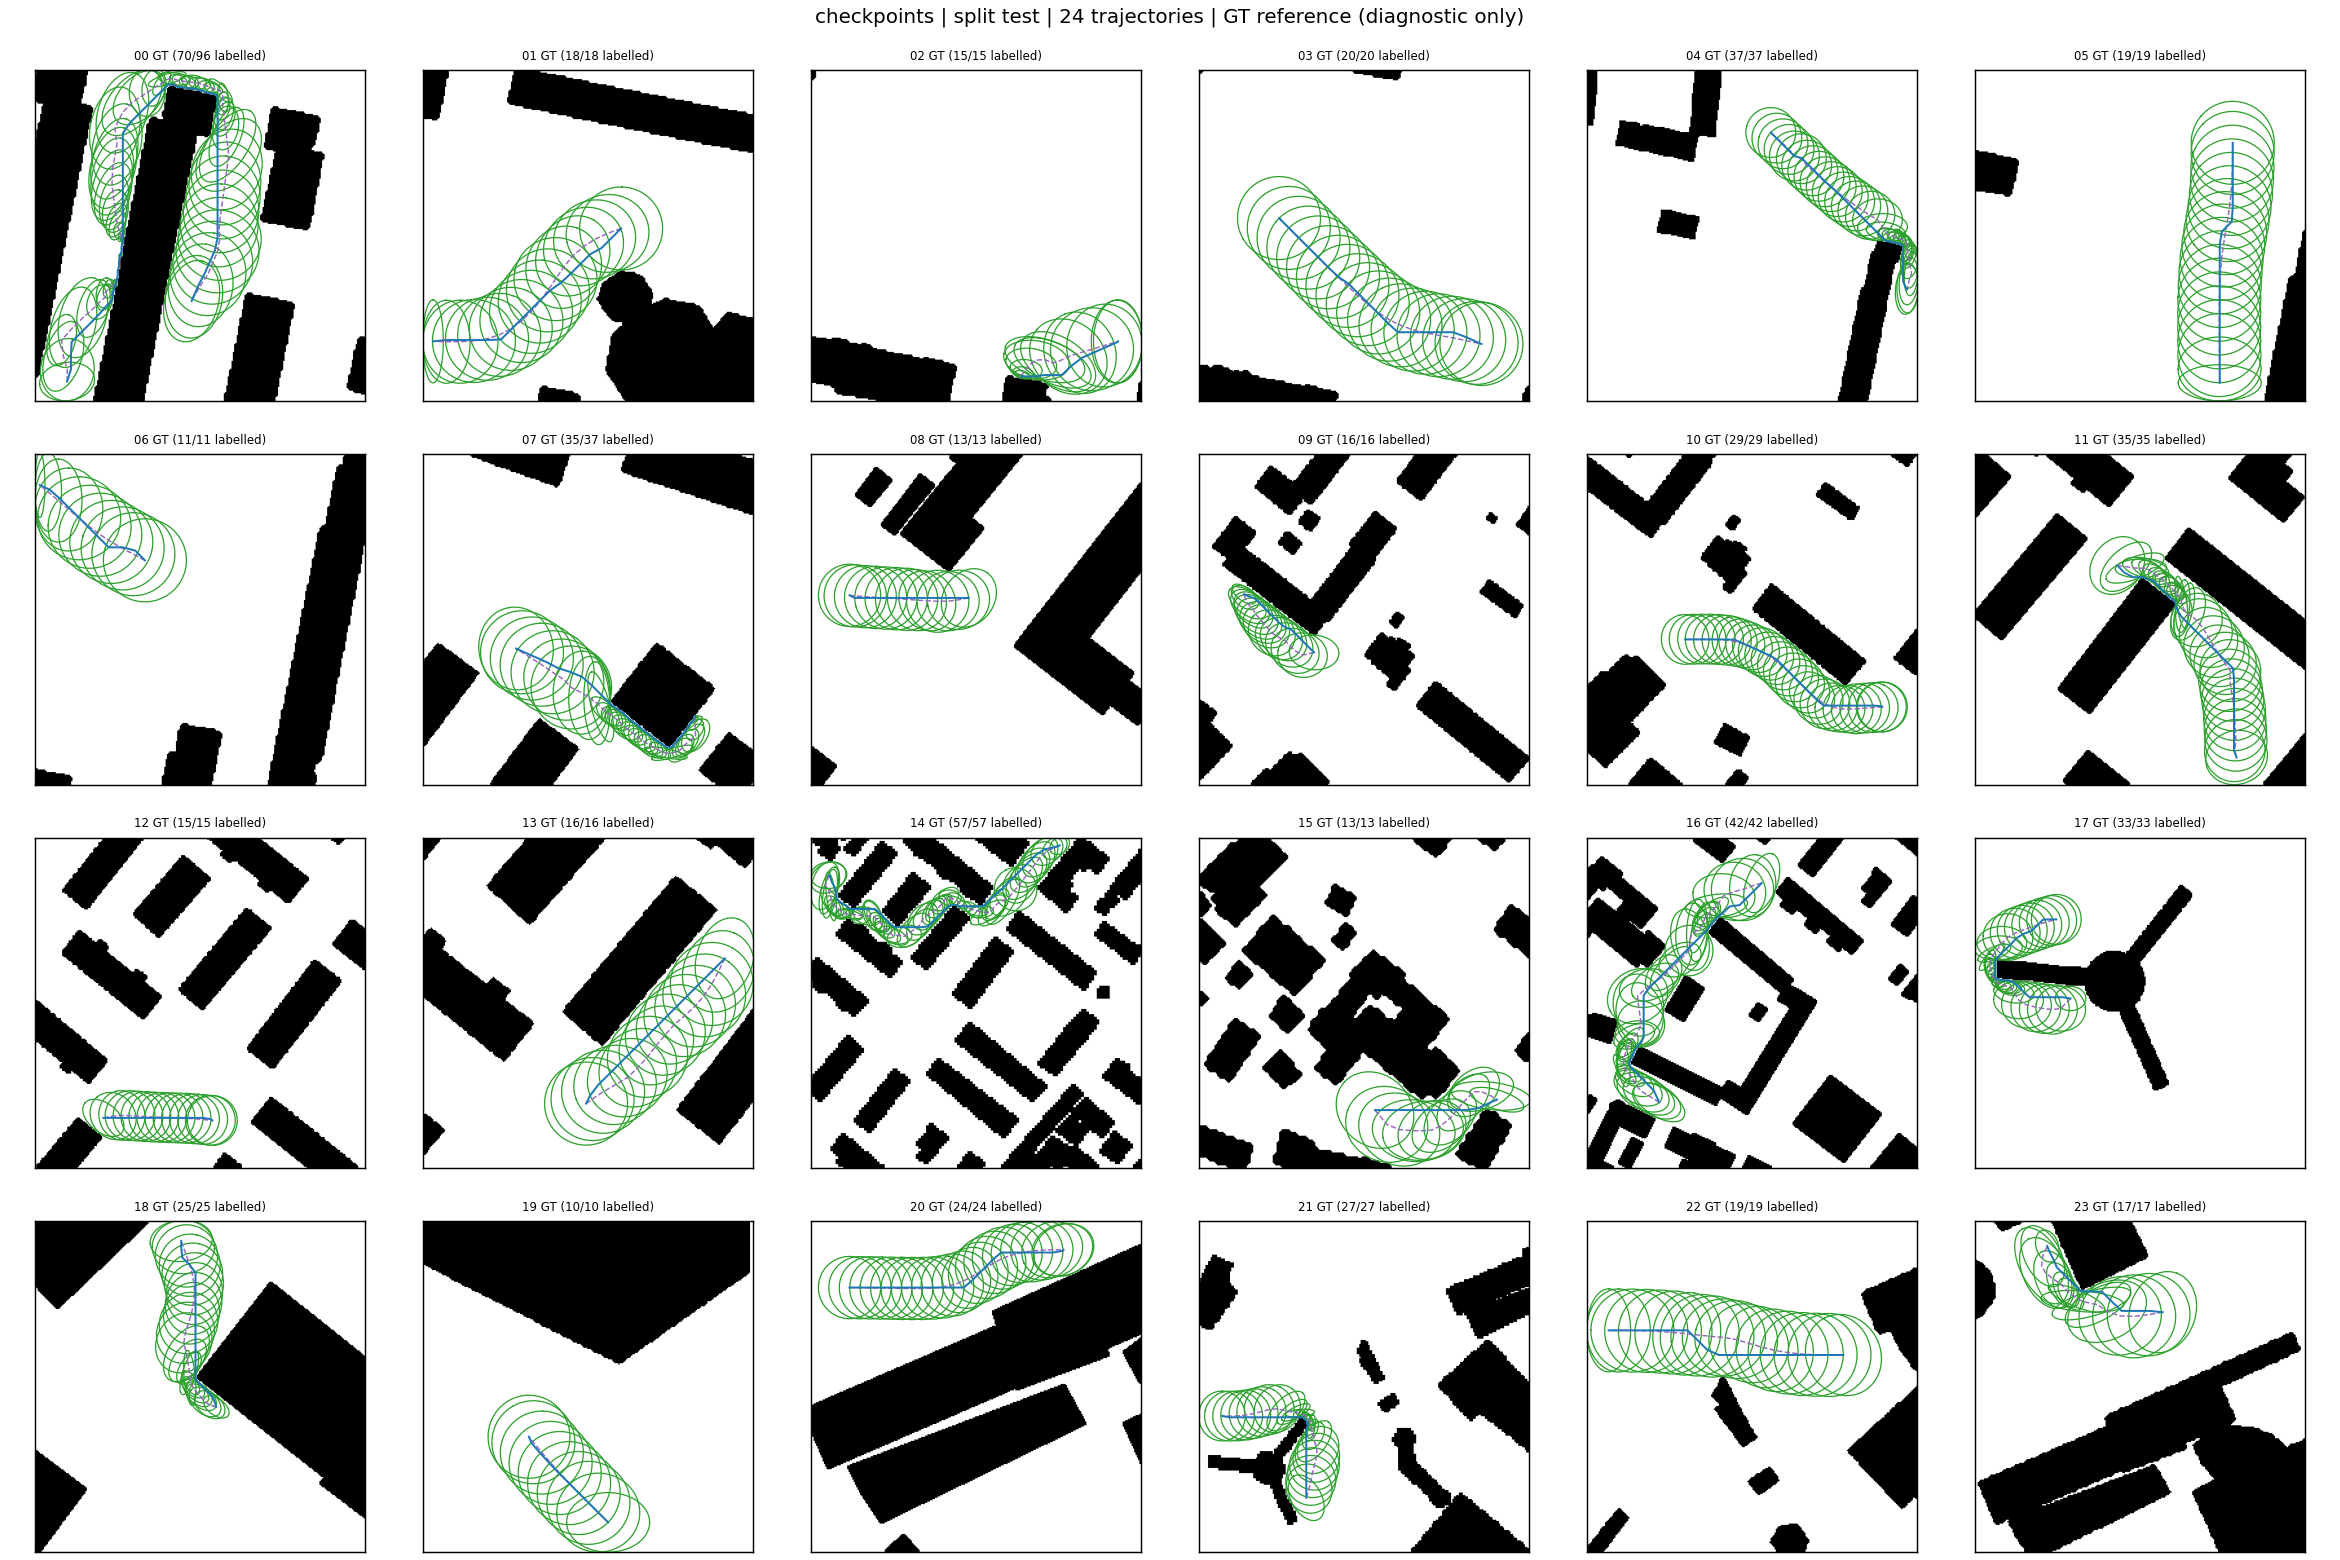 checkpoints | split test | 24 trajectories | GT reference (diagnostic only)
00 GT (70/96 labelled)
01 GT (18/18 labelled)
02 GT (15/15 labelled)
03 GT (20/20 labelled)
04 GT (37/37 labelled)
05 GT (19/19 labelled)
06 GT (11/11 labelled)
07 GT (35/37 labelled)
08 GT (13/13 labelled)
09 GT (16/16 labelled)
10 GT (29/29 labelled)
11 GT (35/35 labelled)
12 GT (15/15 labelled)
13 GT (16/16 labelled)
14 GT (57/57 labelled)
15 GT (13/13 labelled)
16 GT (42/42 labelled)
17 GT (33/33 labelled)
18 GT (25/25 labelled)
19 GT (10/10 labelled)
20 GT (24/24 labelled)
21 GT (27/27 labelled)
22 GT (19/19 labelled)
23 GT (17/17 labelled)